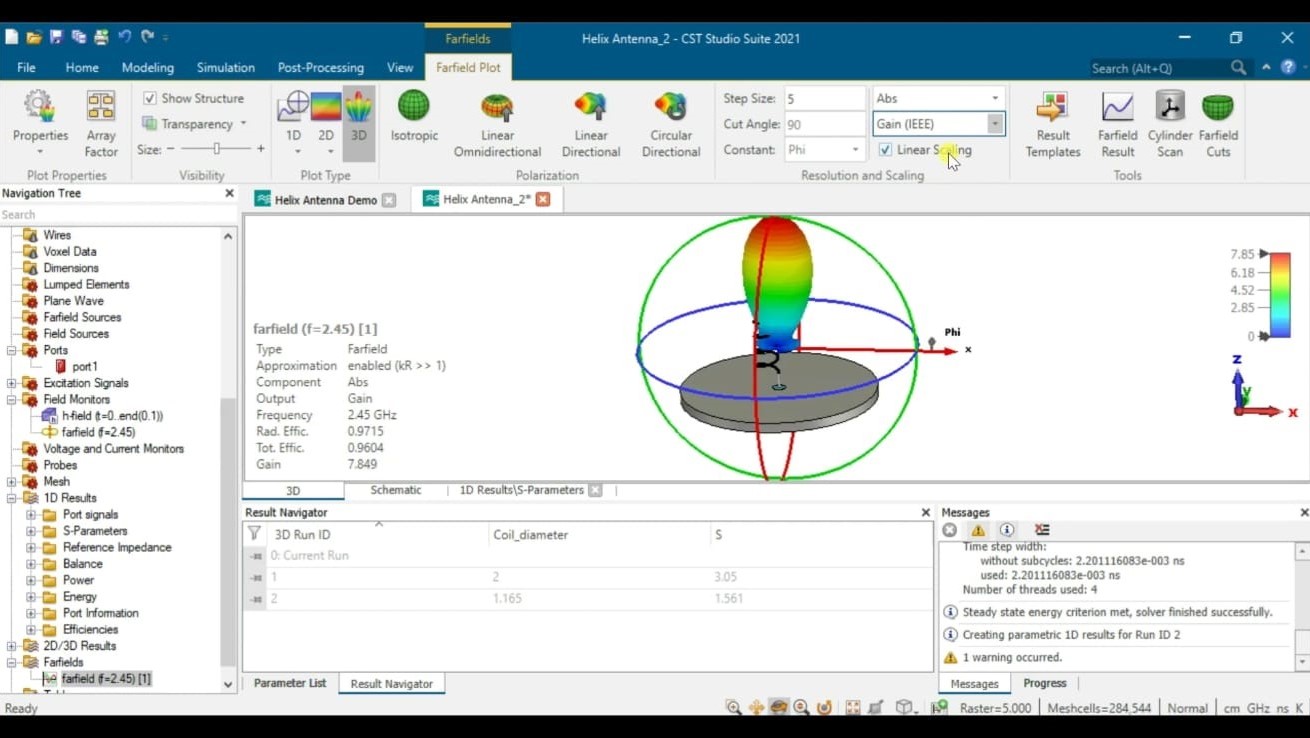 Farfields
Helix Antenna_2 - CST Studio Suite 2021
File Home Modeling Simulation Post-Processing View Farfield Plot
Search (Alt+Q)
Properties
Array Factor
Plot Properties
Show Structure
Transparency
Size: - +
Visibility
1D 2D 3D
Plot Type
Isotropic
Linear Omnidirectional
Linear Directional
Circular Directional
Polarization
Step Size: 5 Abs
Cut Angle: 90 Gain (IEEE)
Constant: Phi Linear Scaling
Resolution and Scaling
Result Templates
Farfield Result
Cylinder Scan
Farfield Cuts
Tools
Navigation Tree
Search
Wires
Voxel Data
Dimensions
Lumped Elements
Plane Wave
Farfield Sources
Field Sources
Ports
port1
Excitation Signals
Field Monitors
h-field (t=0..end(0.1))
farfield (f=2.45)
Voltage and Current Monitors
Probes
Mesh
1D Results
Port signals
S-Parameters
Reference Impedance
Balance
Power
Energy
Port Information
Efficiencies
2D/3D Results
Farfields
farfield (f=2.45) [1]
Helix Antenna Demo
Helix Antenna_2*
farfield (f=2.45) [1]
Type Farfield
Approximation enabled (kR >> 1)
Component Abs
Output Gain
Frequency 2.45 GHz
Rad. Effic. 0.9715
Tot. Effic. 0.9604
Gain 7.849
Phi
x
7.85
6.18
4.52
2.85
0
z
y
x
3D Schematic 1D Results\S-Parameters
Result Navigator
3D Run ID Coil_diameter S
0: Current Run
1 2 3.05
2 1.165 1.561
Parameter List Result Navigator
Messages
Time step width:
without subcycles: 2.201116083e-003 ns
used: 2.201116083e-003 ns
Number of threads used: 4
Steady state energy criterion met, solver finished successfully.
Creating parametric 1D results for Run ID 2
1 warning occurred.
Messages Progress
Ready
Raster=5.000 Meshcells=284,544 Normal cm GHz ns K